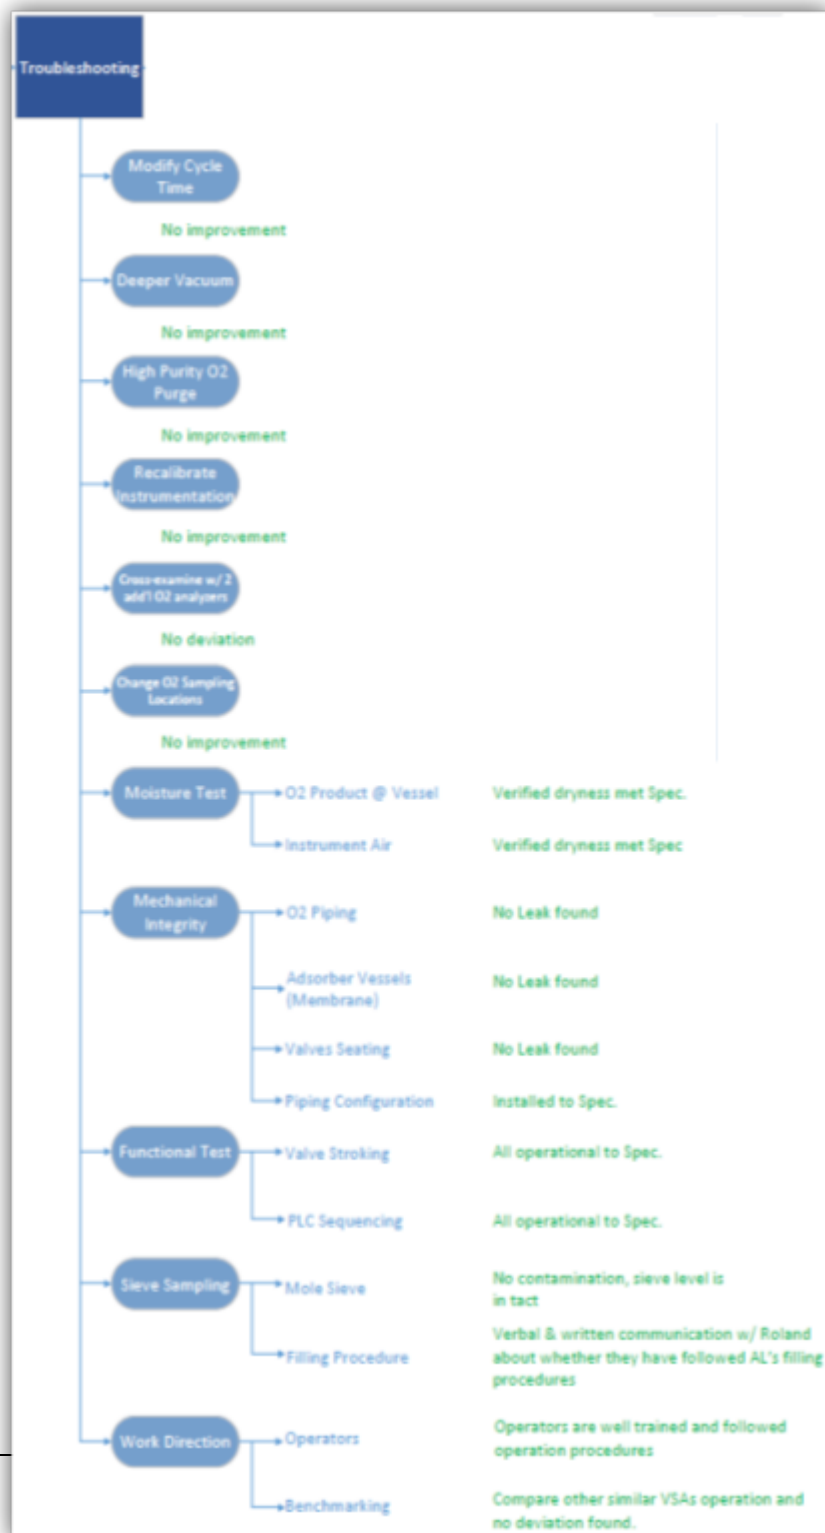 Troubleshooting
Modify Cycle
Time
No improvement
Deeper Vacuum
No improvement
High Purity O2
Purge
No improvement
Recalibrate
Instrumentation
No improvement
Cross-examine w/ 2
add'l O2 analyzers
No deviation
Change O2 Sampling
Locations
No improvement
Moisture Test
O2 Product @ Vessel
Verified dryness met Spec.
Instrument Air
Verified dryness met Spec
Mechanical
Integrity
O2 Piping
No Leak found
Adsorber Vessels
(Membrane)
No Leak found
Valves Seating
No Leak found
Piping Configuration
Installed to Spec.
Functional Test
Valve Stroking
All operational to Spec.
PLC Sequencing
All operational to Spec.
Sieve Sampling
Mole Sieve
No contamination, sieve level is
in tact
Filling Procedure
Verbal & written communication w/ Roland
about whether they have followed AL's filling
procedures
Work Direction
Operators
Operators are well trained and followed
operation procedures
Benchmarking
Compare other similar VSAs operation and
no deviation found.